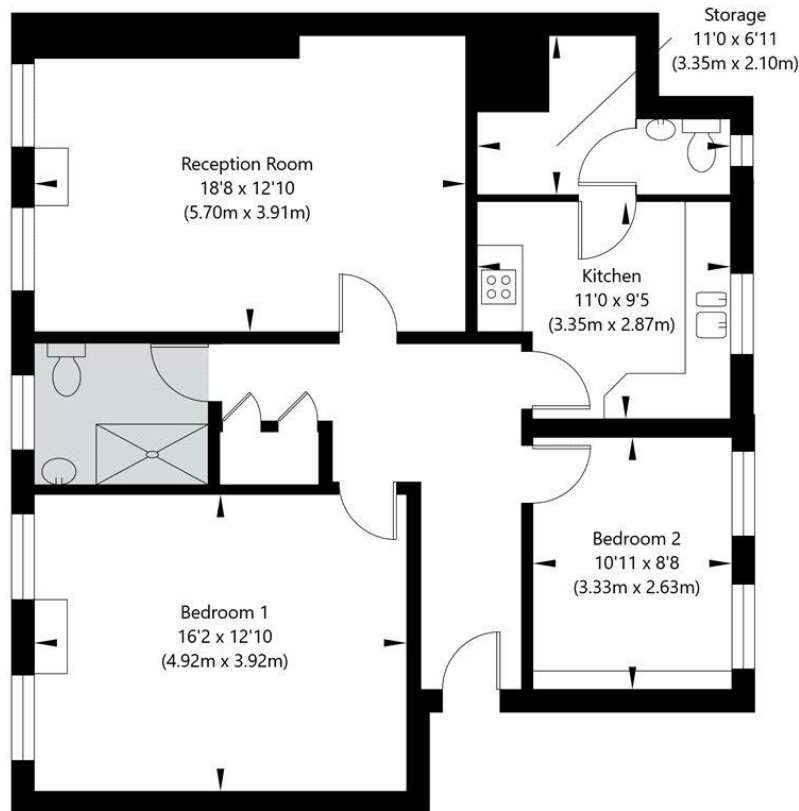 Storage
11'0 x 6'11
(3.35m x 2.10m)
Reception Room
18'8 x 12'10
(5.70m x 3.91m)
Kitchen
11'0 x 9'5
(3.35m x 2.87m)
Bedroom 2
10'11 x 8'8
(3.33m x 2.63m)
Bedroom 1
16'2 x 12'10
(4.92m x 3.92m)